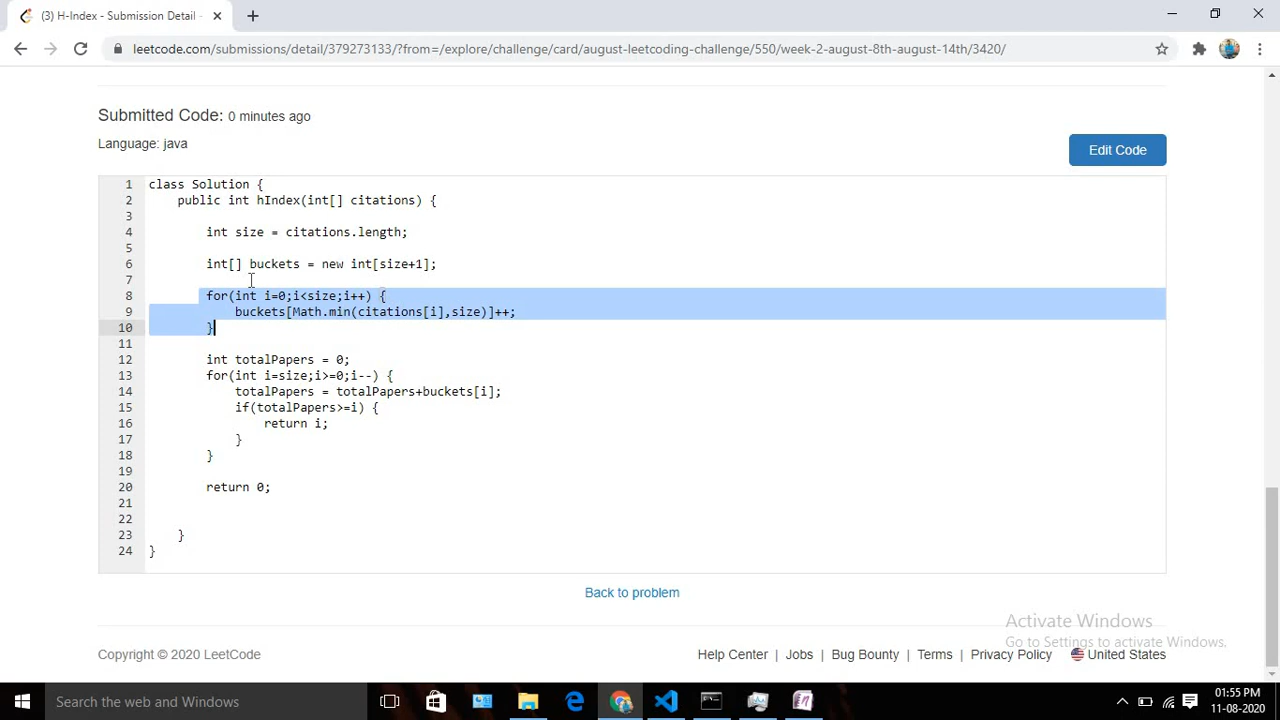 (3) H-Index - Submission Detail -
leetcode.com/submissions/detail/379273133/?from=/explore/challenge/card/august-leetcoding-challenge/550/week-2-august-8th-august-14th/3420/
Submitted Code: 0 minutes ago
Language: java
Edit Code
1 class Solution {
2 public int hIndex(int[] citations) {
3
4 int size = citations.length;
5
6 int[] buckets = new int[size+1];
7
8 for(int i=0;i<size;i++) {
9 buckets[Math.min(citations[i],size)]++;
10 }
11
12 int totalPapers = 0;
13 for(int i=size;i>=0;i--) {
14 totalPapers = totalPapers+buckets[i];
15 if(totalPapers>=i) {
16 return i;
17 }
18 }
19
20 return 0;
21
22
23 }
24 }
Back to problem
Activate Windows
Go to Settings to activate Windows.
Copyright © 2020 LeetCode
Help Center | Jobs | Bug Bounty | Terms | Privacy Policy United States
Search the web and Windows
01:55 PM
11-08-2020